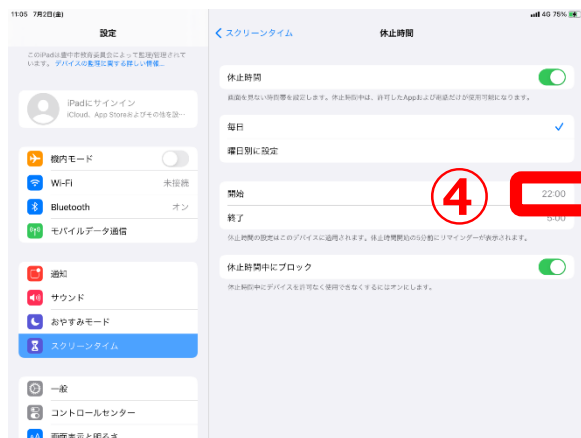 11:05 7月2日(金)
4G 75%
設定
このiPadは豊中市教育委員会によって監理/管理されて
います。デバイスの監理に関する詳しい情報...
iPadにサインイン
iCloud、App Storeおよびその他を設…
機内モード
Wi-Fi 未接続
Bluetooth オン
モバイルデータ通信
通知
サウンド
おやすみモード
スクリーンタイム
一般
コントロールセンター
画面表示と明るさ
スクリーンタイム
休止時間
休止時間
画面を見ない時間帯を設定します。休止時間中は、許可したAppおよび通話だけが使用可能になります。
毎日
曜日別に設定
開始 22:00
④
終了 5:00
休止時間の設定はこのデバイスに適用されます。休止時間開始の5分前にリマインダーが表示されます。
休止時間中にブロック
休止時間中にデバイスを許可なく使用できなくするにはオンにします。